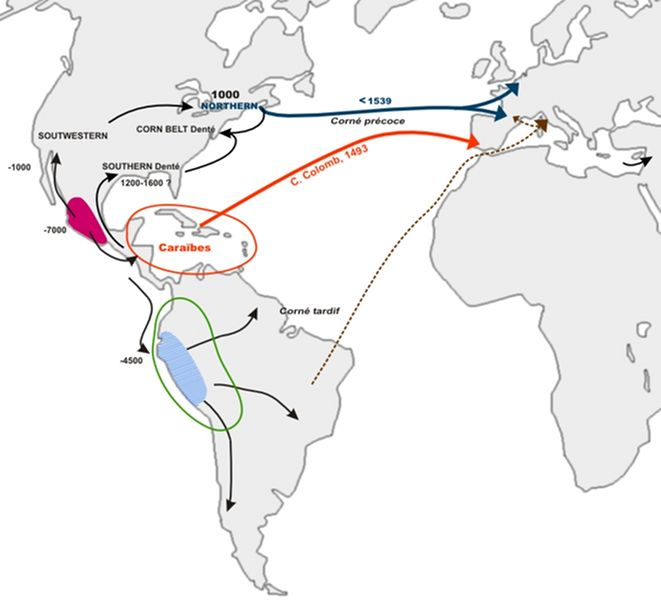 1000
NORTHERN
< 1539
Corné précoce
CORN BELT Denté
SOUTWESTERN
C. Colomb, 1493
-1000
SOUTHERN Denté
1200-1600 ?
-7000
Caraïbes
Corné tardif
-4500